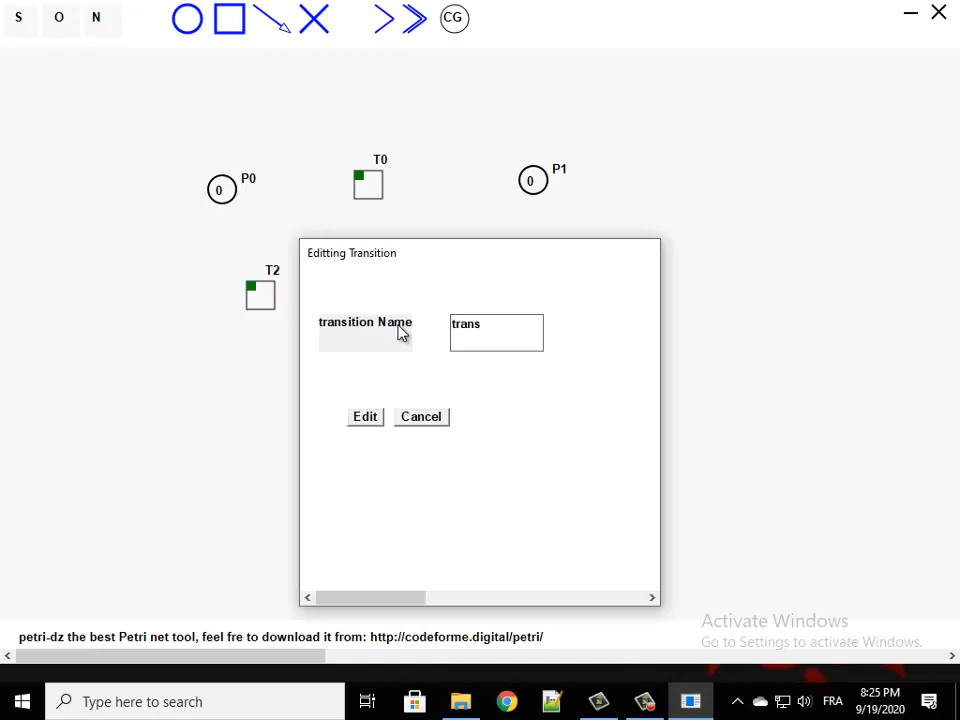 S O N CG
T0
P0
P1
0
0
Editting Transition
T2
transition Name
trans
Edit Cancel
Activate Windows
Go to Settings to activate Windows.
petri-dz the best Petri net tool, feel fre to download it from: http://codeforme.digital/petri/
Type here to search
FRA
8:25 PM
9/19/2020